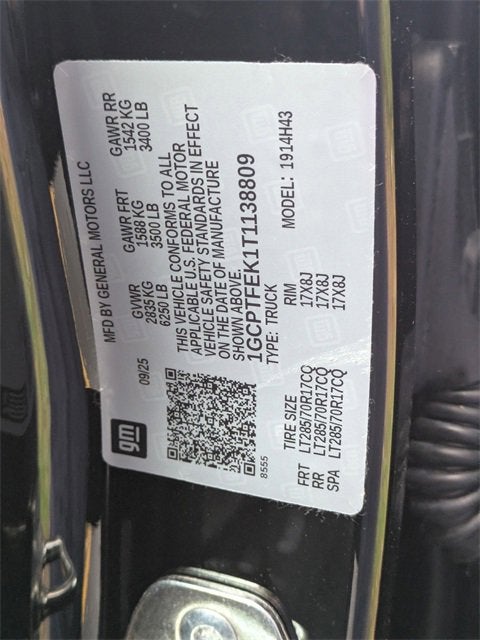 gm
MFD BY GENERAL MOTORS LLC
09/25
GVWR GAWR FRT GAWR RR
2835 KG 1588 KG 1542 KG
6250 LB 3500 LB 3400 LB
THIS VEHICLE CONFORMS TO ALL
APPLICABLE U.S. FEDERAL MOTOR
VEHICLE SAFETY STANDARDS IN EFFECT
ON THE DATE OF MANUFACTURE
SHOWN ABOVE.
1GCPTFEK1T1138809
TYPE: TRUCK MODEL: 1914H43
8555
TIRE SIZE RIM
FRT LT285/70R17CQ 17X8J
RR LT285/70R17CQ 17X8J
SPA LT285/70R17CQ 17X8J